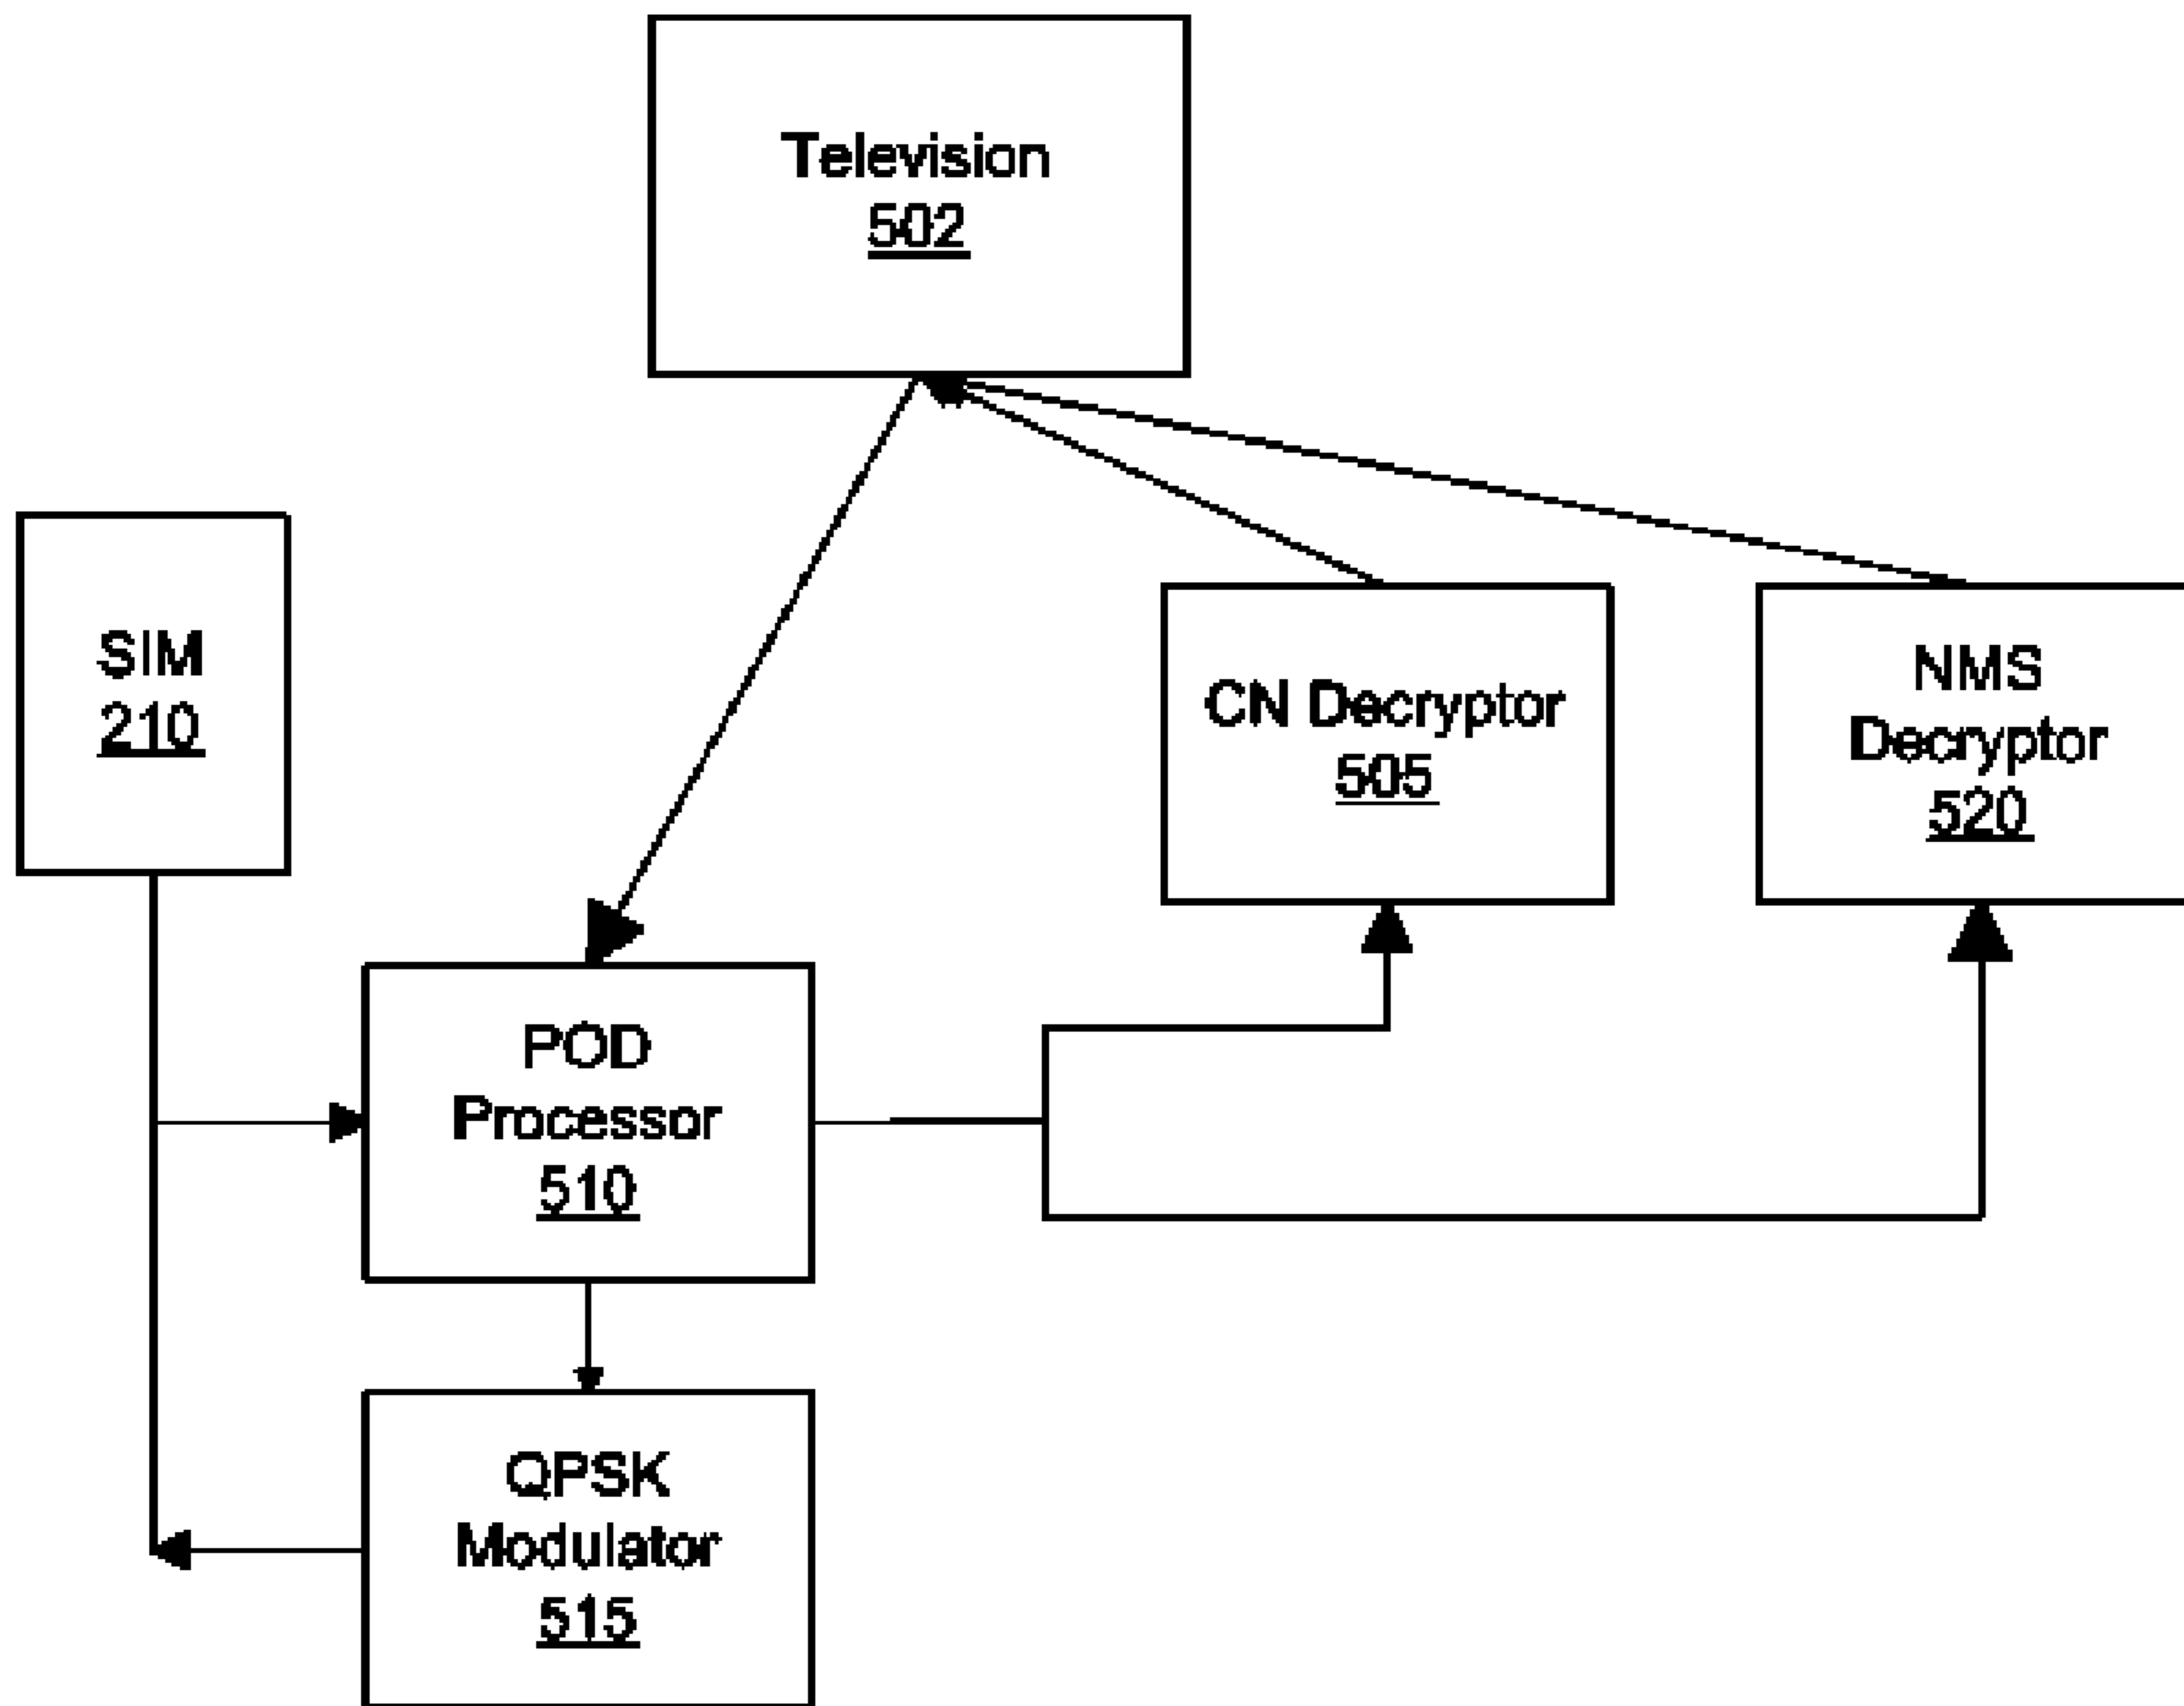 Television
502
SIM
210
CN Decryptor
505
NMS
Decryptor
520
POD
Processor
510
QPSK
Modulator
515